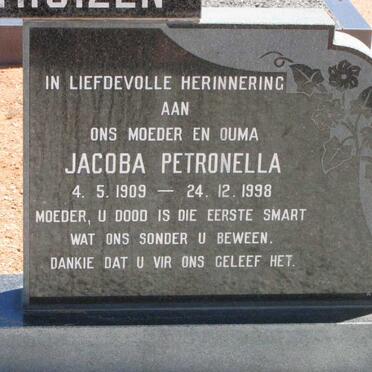 IN LIEFDEVOLLE HERINNERING
AAN
ONS MOEDER EN OUMA
JACOBA PETRONELLA
4. 5. 1909 — 24. 12. 1998
MOEDER, U DOOD IS DIE EERSTE SMART
WAT ONS SONDER U BEWEEN.
DANKIE DAT U VIR ONS GELEEF HET.